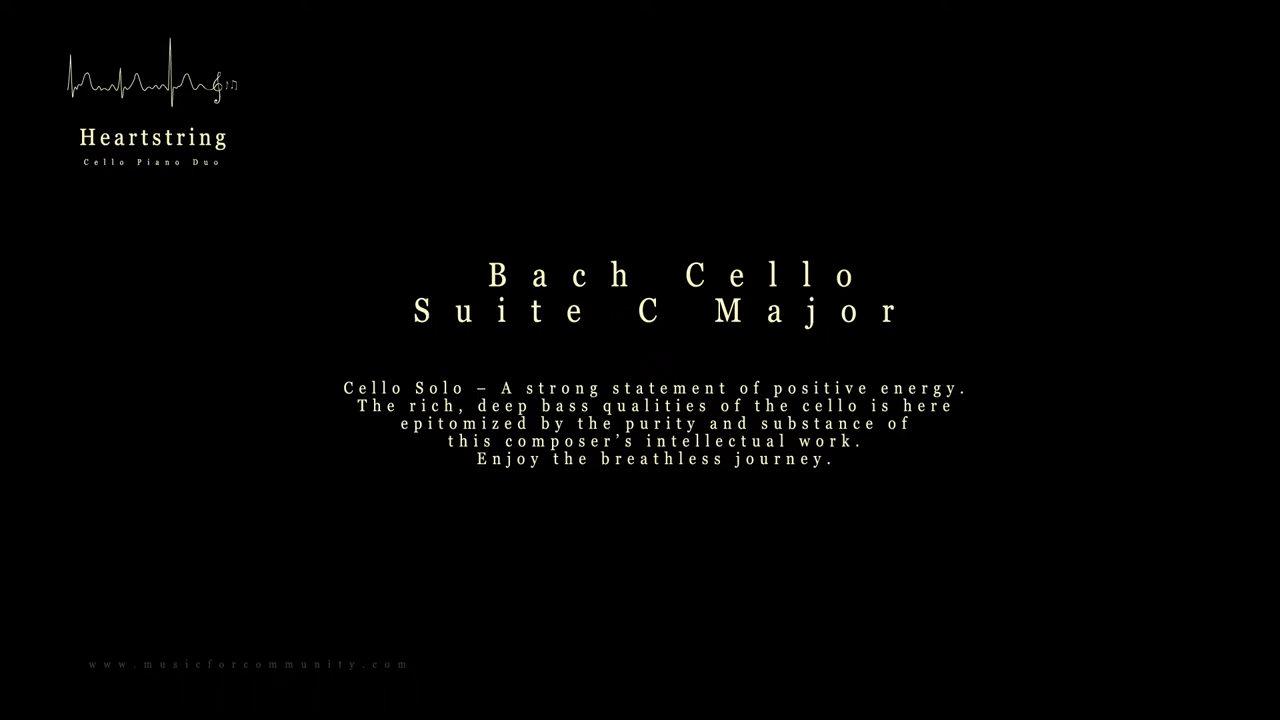 Heartstring
Cello Piano Duo
Bach Cello
Suite C Major
Cello Solo – A strong statement of positive energy.
The rich, deep bass qualities of the cello is here
epitomized by the purity and substance of
this composer’s intellectual work.
Enjoy the breathless journey.
www.musicforcommunity.com